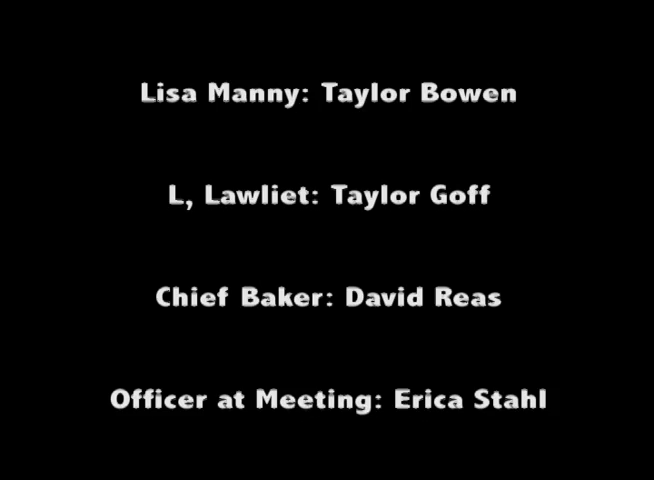 Lisa Manny: Taylor Bowen
L, Lawliet: Taylor Goff
Chief Baker: David Reas
Officer at Meeting: Erica Stahl